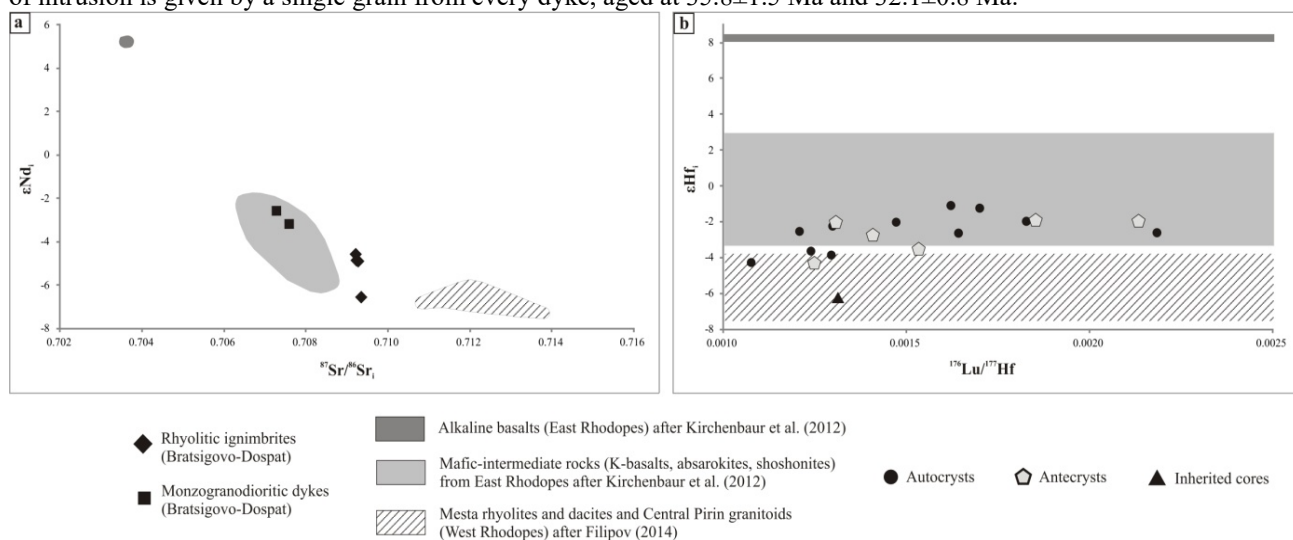 of intrusion is given by a single grain from every dyke, aged at 33.8±1.5 Ma and 32.1±0.8 Ma.
a
6
4
2
0
-2
-4
-6
-8
εNdᵢ
0.702
0.704
0.706
0.708
0.710
0.712
0.714
0.716
⁸⁷Sr/⁸⁶Srᵢ
b
8
6
4
2
0
-2
-4
-6
-8
εHfᵢ
0.0010
0.0015
0.0020
0.0025
¹⁷⁶Lu/¹⁷⁷Hf
Rhyolitic ignimbrites
(Bratsigovo-Dospat)
Monzogranodioritic dykes
(Bratsigovo-Dospat)
Alkaline basalts (East Rhodopes) after Kirchenbaur et al. (2012)
Mafic-intermediate rocks (K-basalts, absarokites, shoshonites)
from East Rhodopes after Kirchenbaur et al. (2012)
Mesta rhyolites and dacites and Central Pirin granitoids
(West Rhodopes) after Filipov (2014)
Autocrysts
Antecrysts
Inherited cores